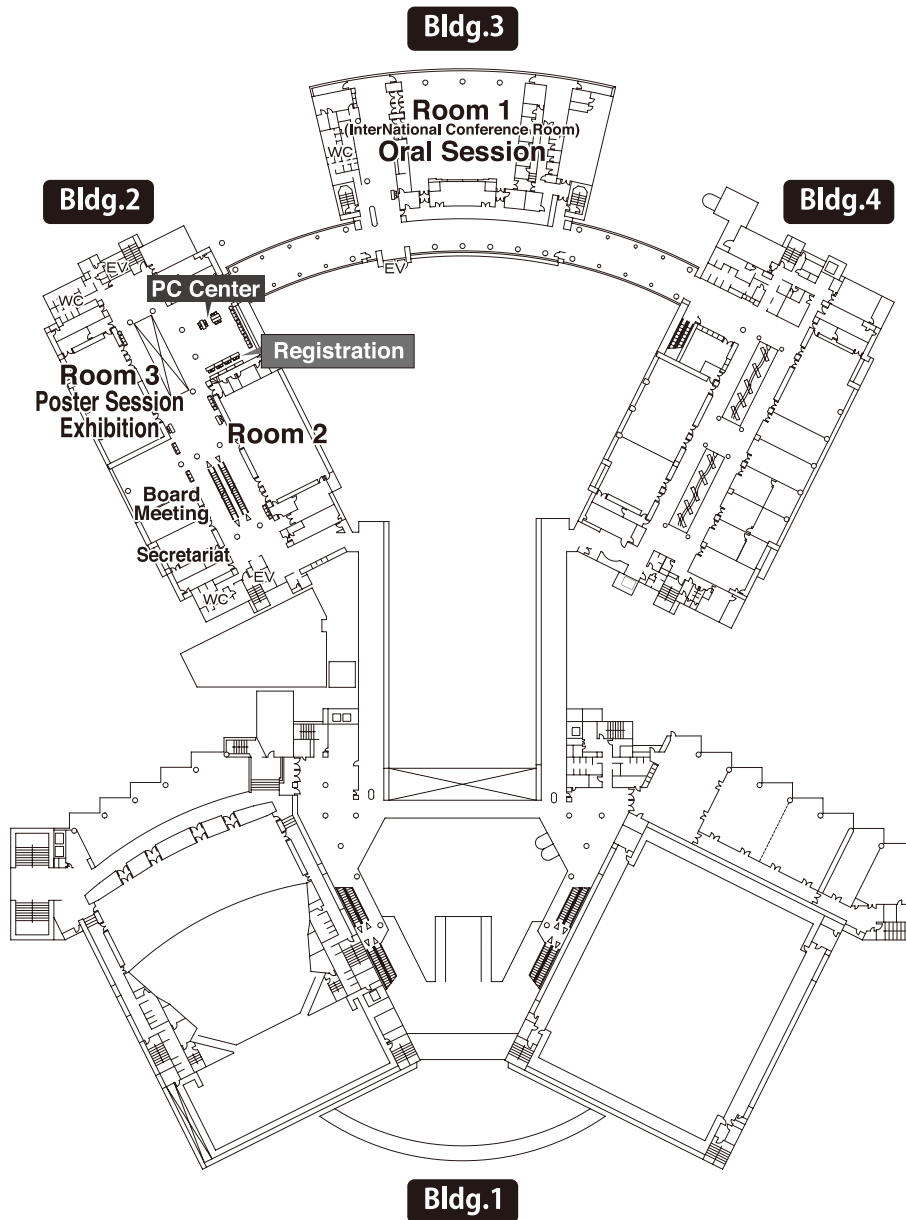 Bldg.3
Room 1
(InterNational Conference Room)
Oral Session
WC
Bldg.2
Bldg.4
EV
EV
WC
PC Center
Registration
Room 3
Poster Session
Exhibition
Room 2
Board
Meeting
Secretariat
EV
WC
Bldg.1